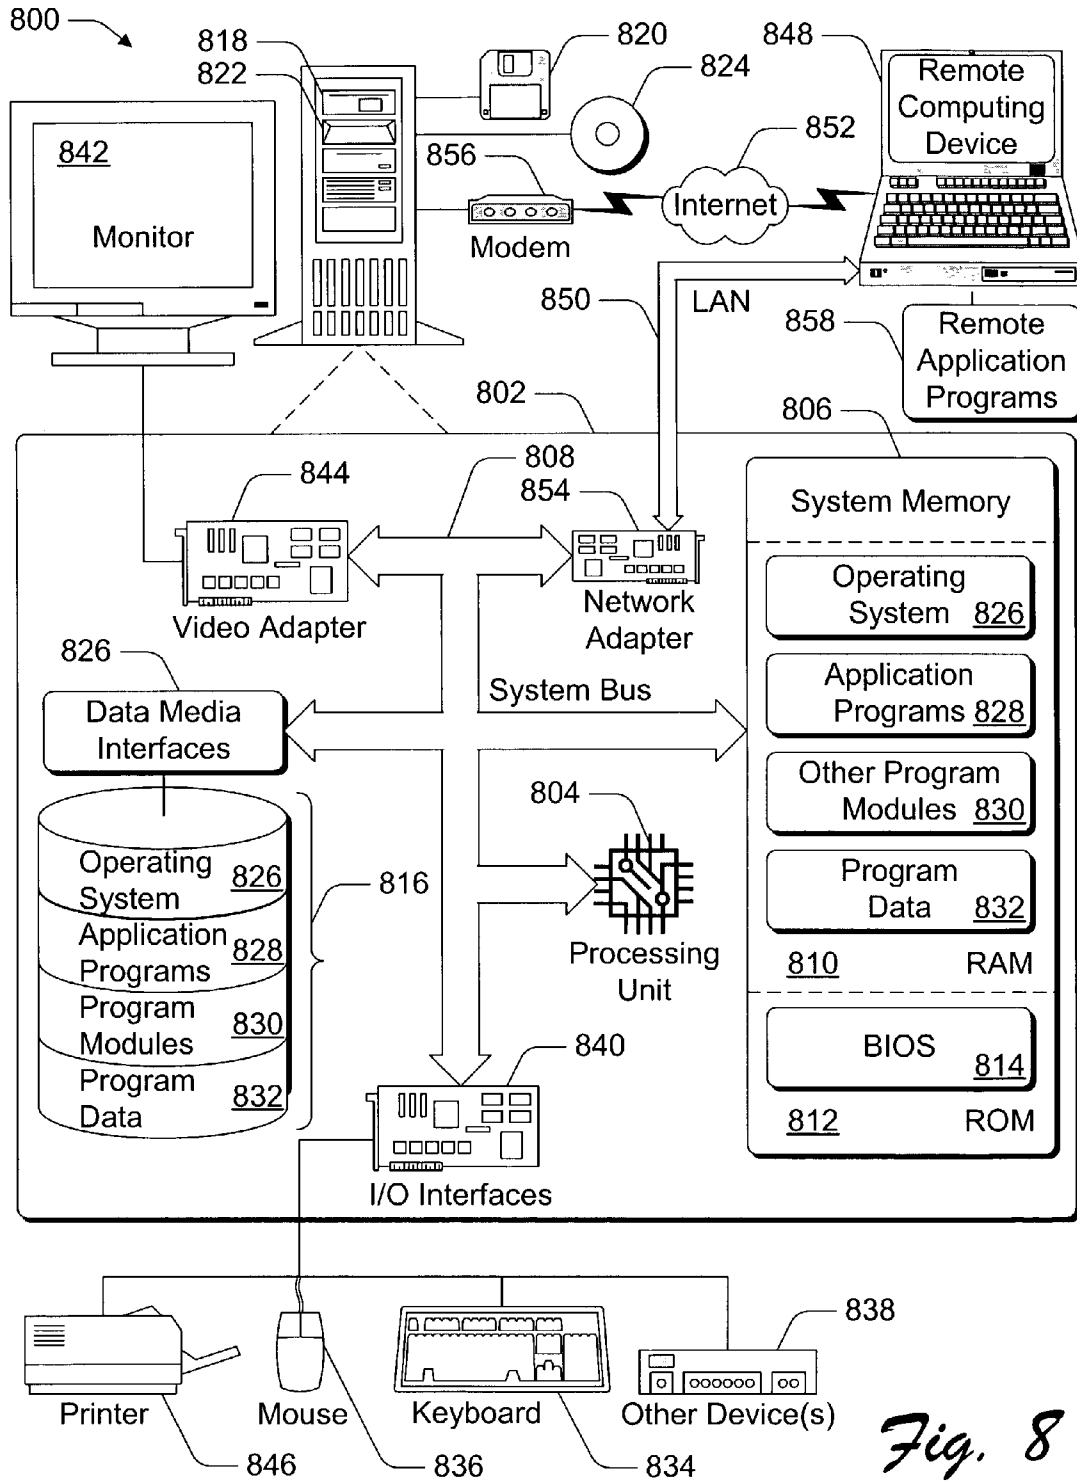 800
818
822
820
824
848
Remote
Computing
Device
842
Monitor
856
Modem
852
Internet
850
LAN
858
Remote
Application
Programs
802
806
844
808
854
Video Adapter
Network
Adapter
System Memory
Operating
System 826
Application
Programs 828
Other Program
Modules 830
Program
Data 832
810 RAM
BIOS
814
812 ROM
826
Data Media
Interfaces
System Bus
804
Processing
Unit
Operating
System 826
Application
Programs 828
Program
Modules 830
Program
Data 832
816
840
I/O Interfaces
838
Printer
Mouse
Keyboard
Other Device(s)
846
836
834
Fig. 8